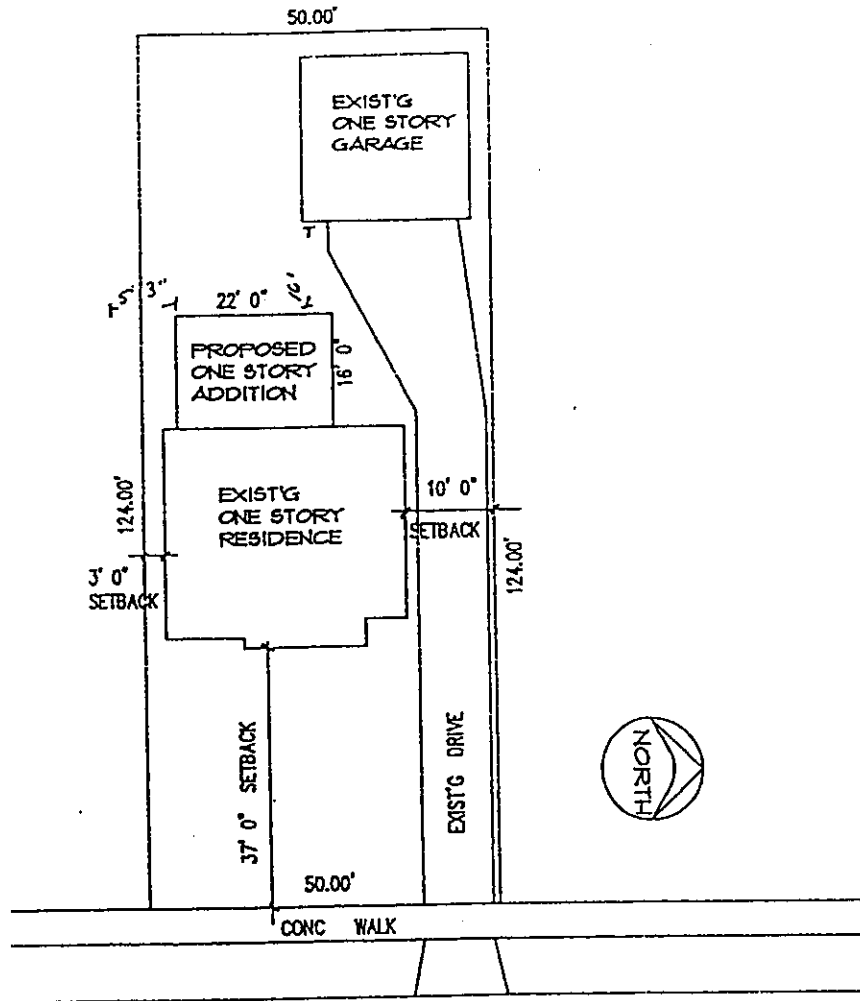 50.00'
EXIST'G
ONE STORY
GARAGE
5' 3"
22' 0"
16'
PROPOSED
ONE STORY
ADDITION
16' 0"
124.00'
EXIST'G
ONE STORY
RESIDENCE
10' 0"
SETBACK
3' 0"
SETBACK
124.00'
37' 0" SETBACK
EXIST'G DRIVE
NORTH
50.00'
CONC WALK